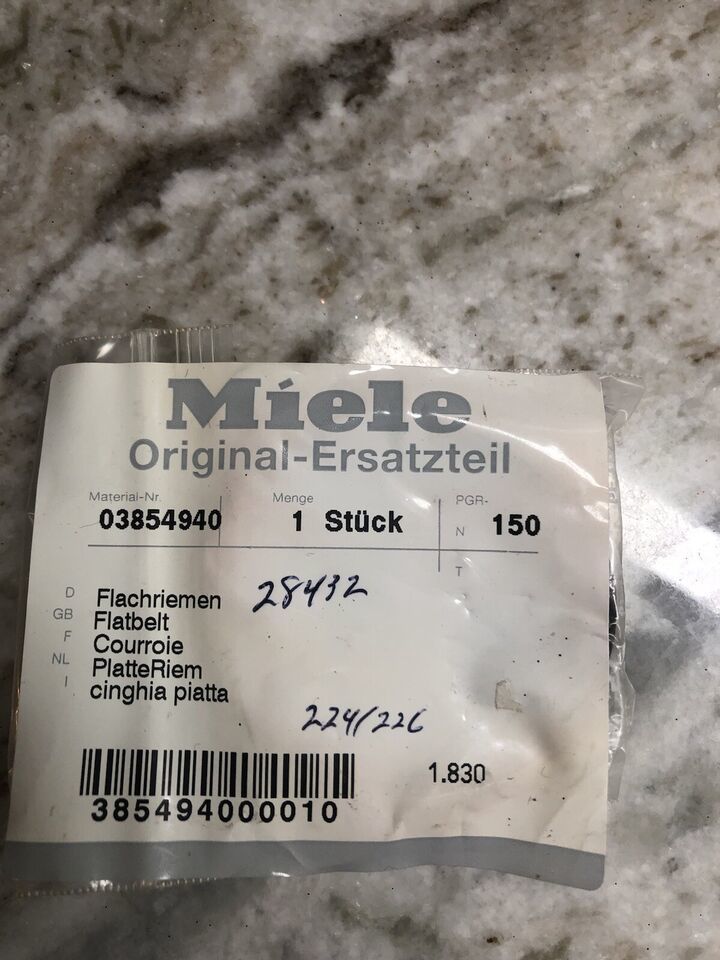 Miele
Original-Ersatzteil
Material-Nr. Menge PGR-
03854940 1 Stück N 150
T
D Flachriemen 28432
GB Flatbelt
F Courroie
NL PlatteRiem
I cinghia piatta
224/226
1.830
385494000010